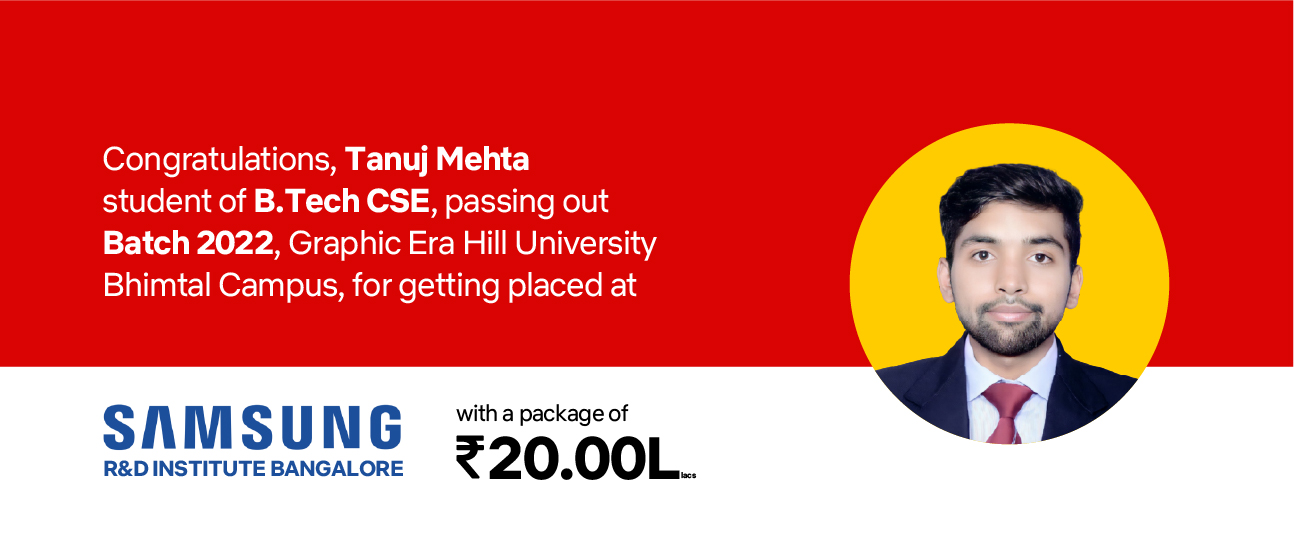 Congratulations, Tanuj Mehta
student of B.Tech CSE, passing out
Batch 2022, Graphic Era Hill University
Bhimtal Campus, for getting placed at
SAMSUNG
R&D INSTITUTE BANGALORE
with a package of
₹20.00L lacs